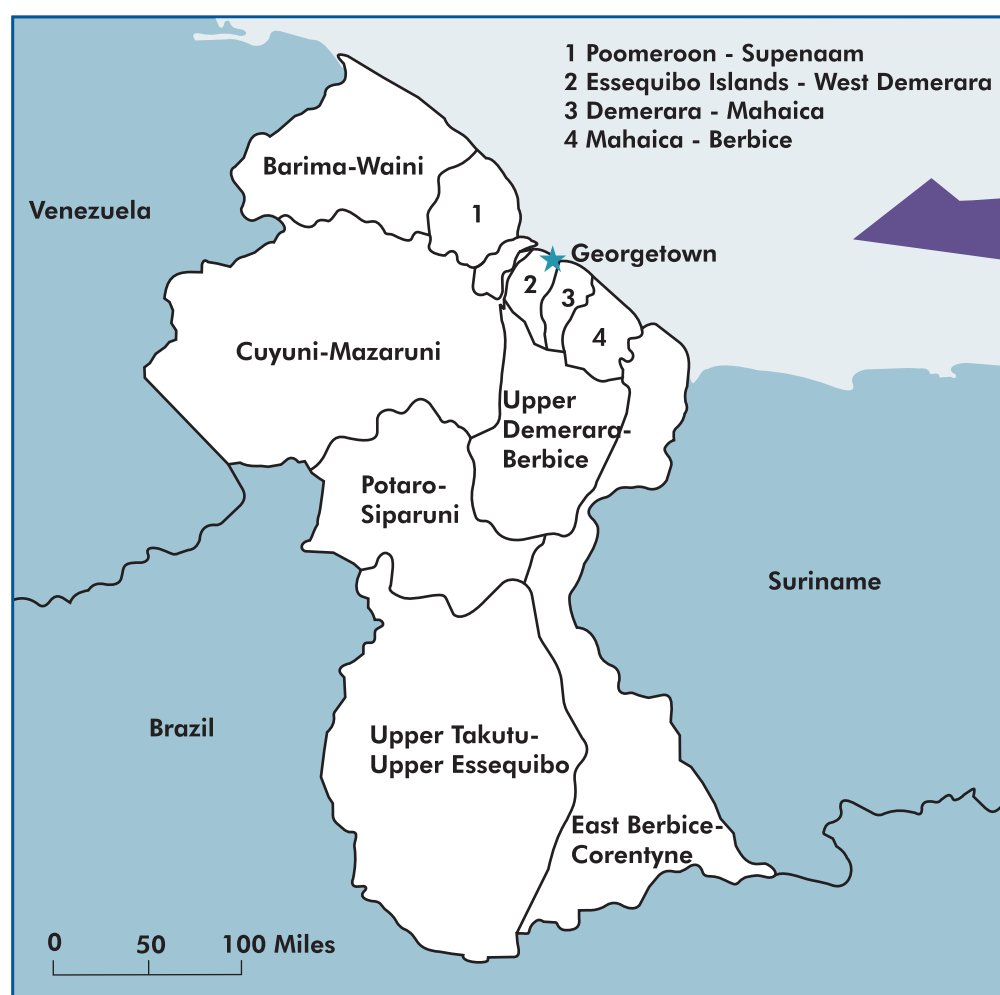 1 Poomeroon - Supenaam
2 Essequibo Islands - West Demerara
3 Demerara - Mahaica
4 Mahaica - Berbice
Barima-Waini
Venezuela
1
Georgetown
2
3
4
Cuyuni-Mazaruni
Upper
Demerara-
Berbice
Potaro-
Siparuni
Suriname
Brazil
Upper Takutu-
Upper Essequibo
East Berbice-
Corentyne
0 50 100 Miles